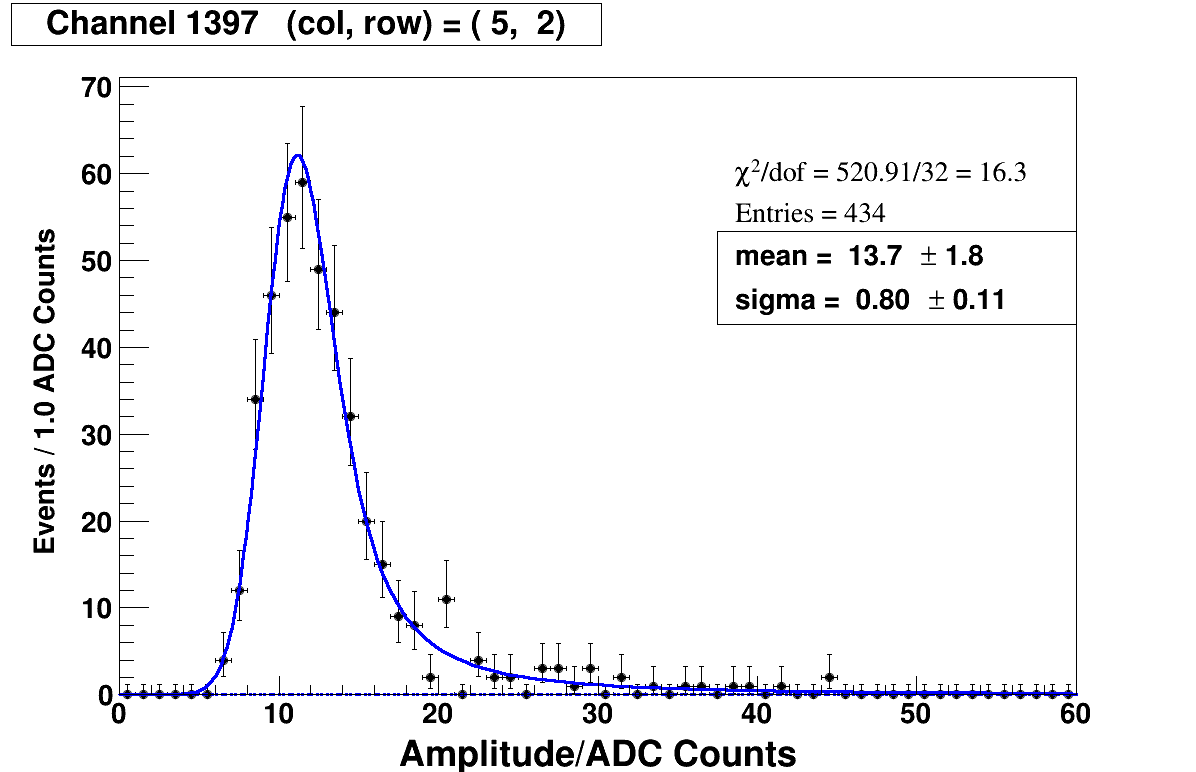 Channel 1397 (col, row) = ( 5, 2)
70
60
50
40
30
20
10
0
Events / 1.0 ADC Counts
χ²/dof = 520.91/32 = 16.3
Entries = 434
mean = 13.7 ± 1.8
sigma = 0.80 ± 0.11
0 10 20 30 40 50 60
Amplitude/ADC Counts